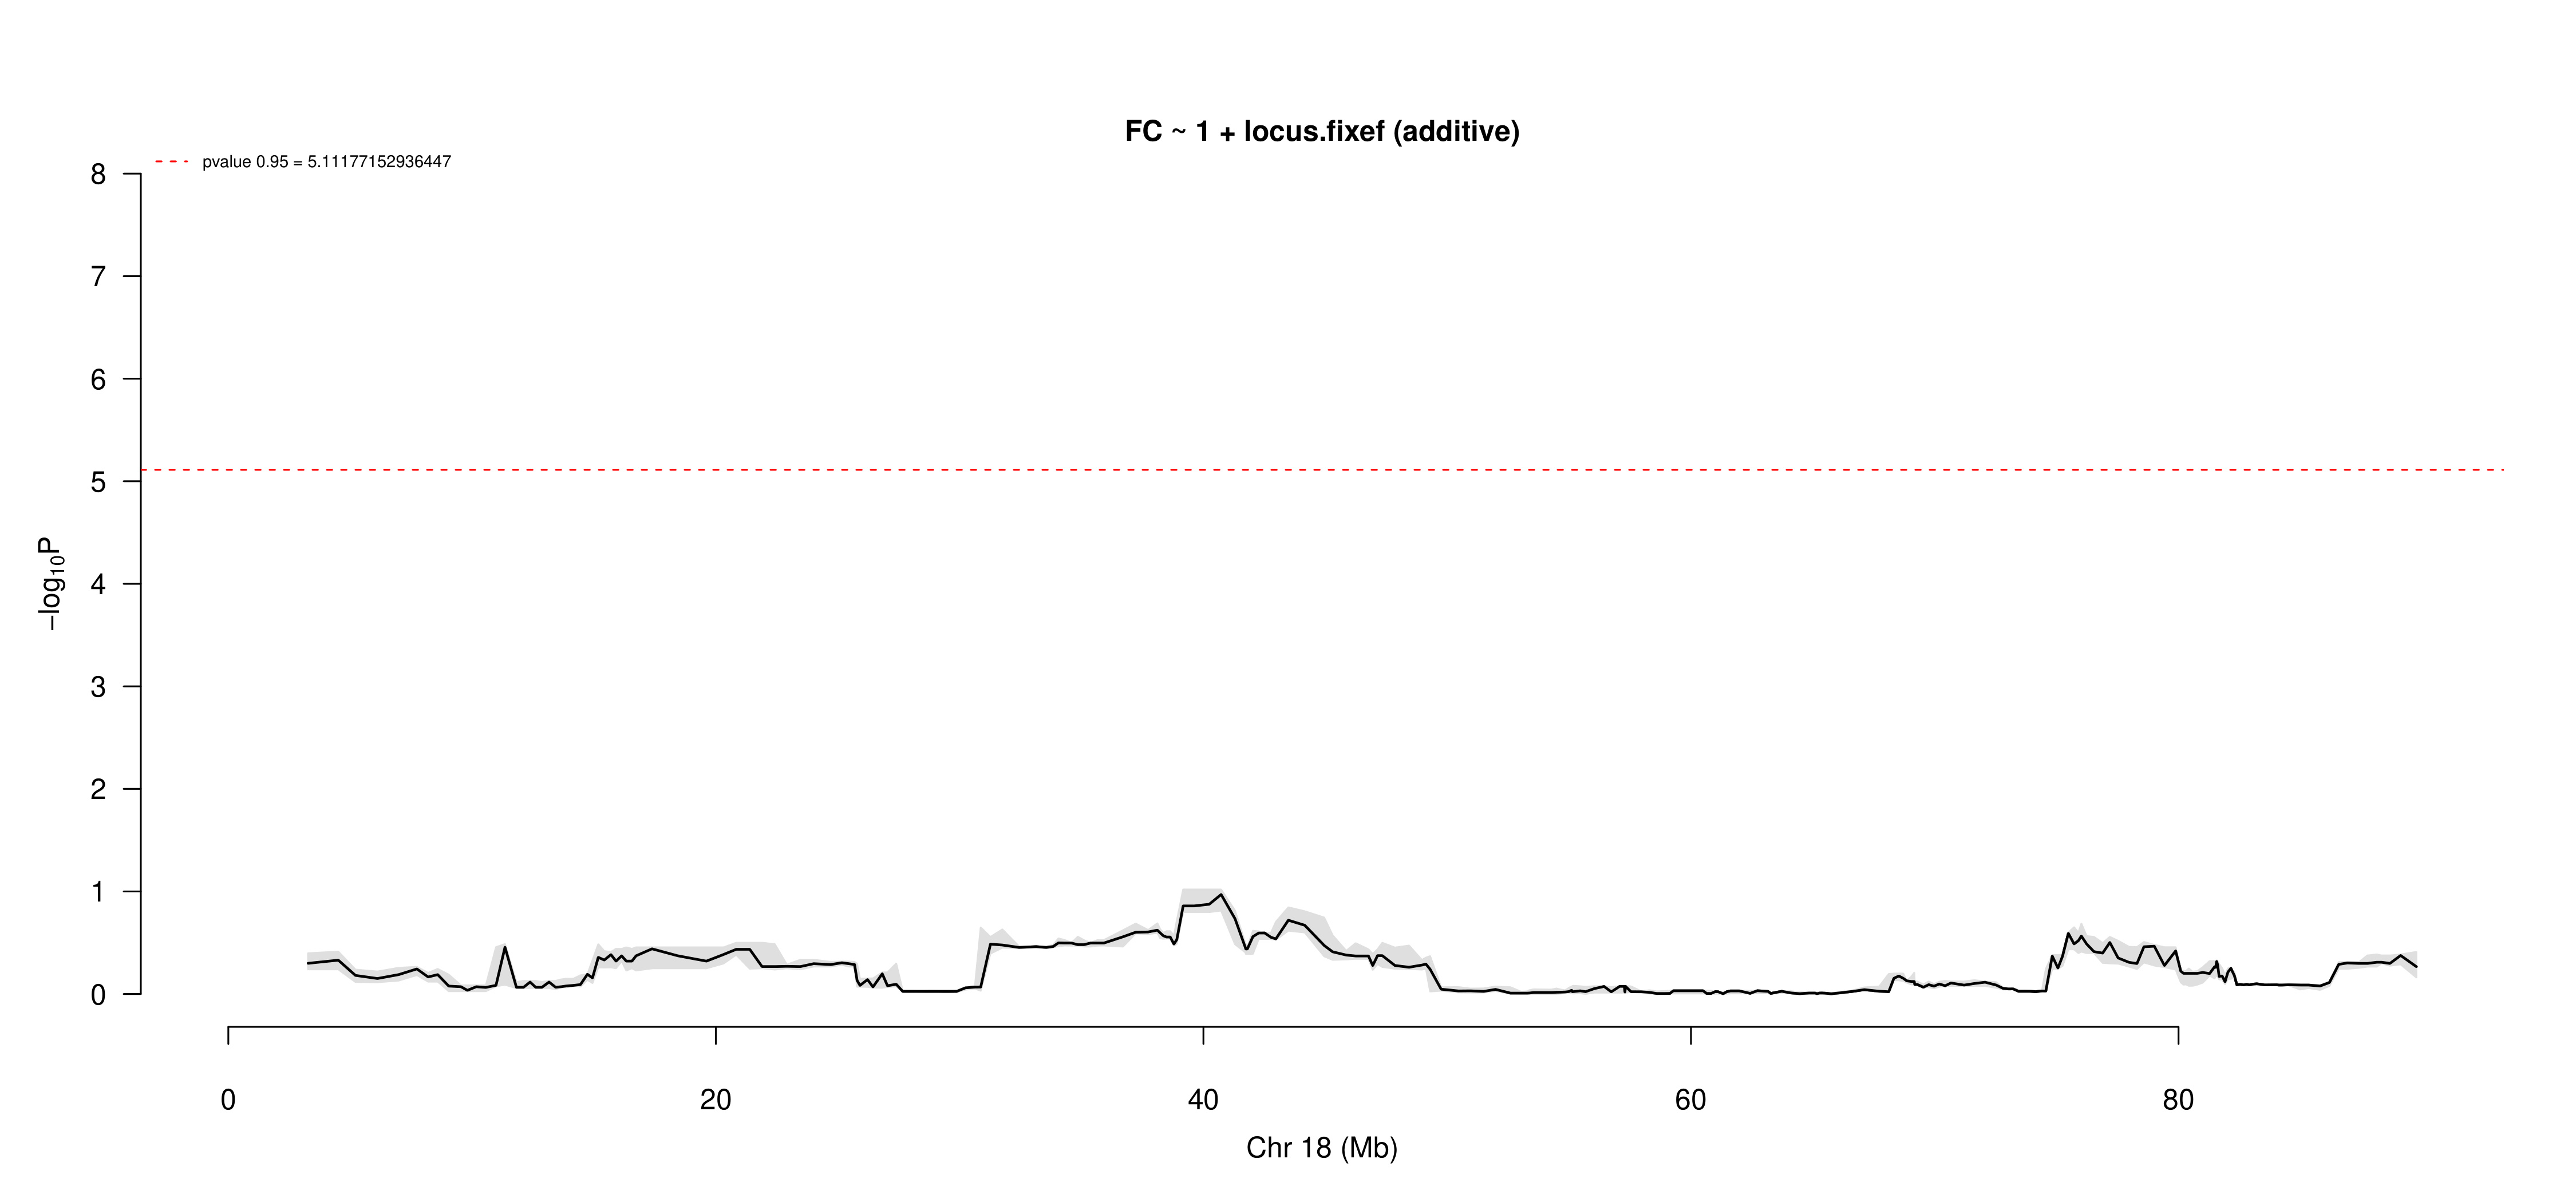 FC ~ 1 + locus.fixef (additive)
pvalue 0.95 = 5.11177152936447
8
7
6
5
4
3
2
1
0
−log10P
0 20 40 60 80
Chr 18 (Mb)